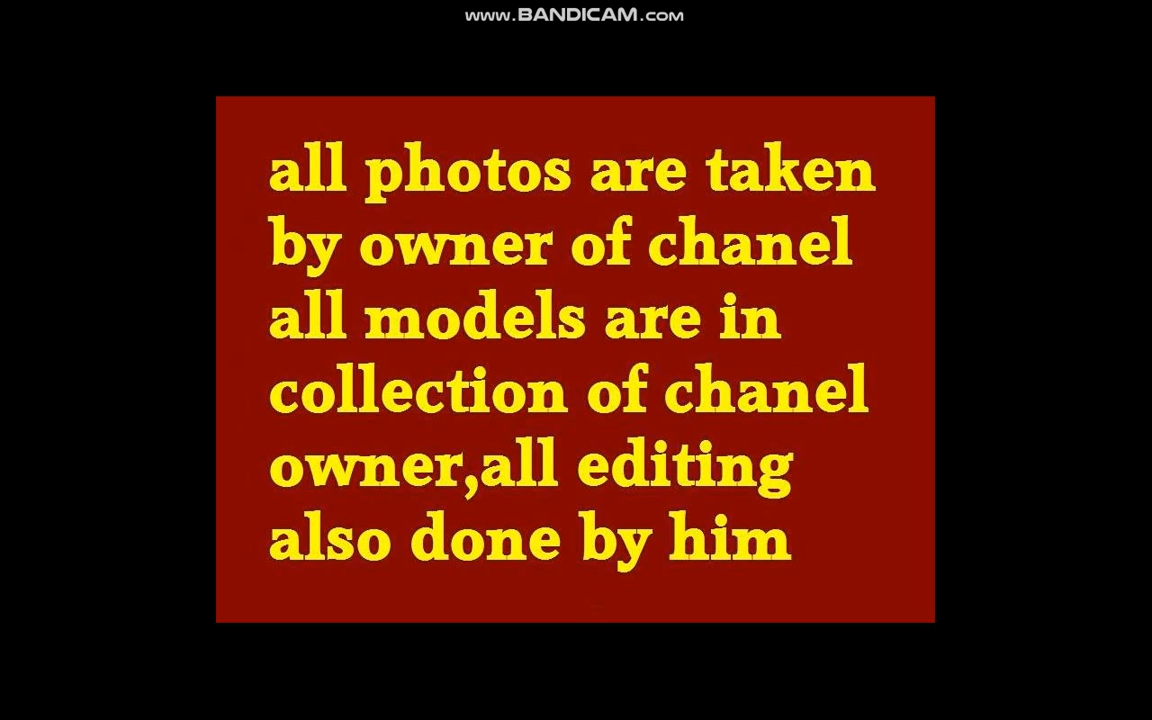 www.BANDICAM.com
all photos are taken
by owner of chanel
all models are in
collection of chanel
owner,all editing
also done by him